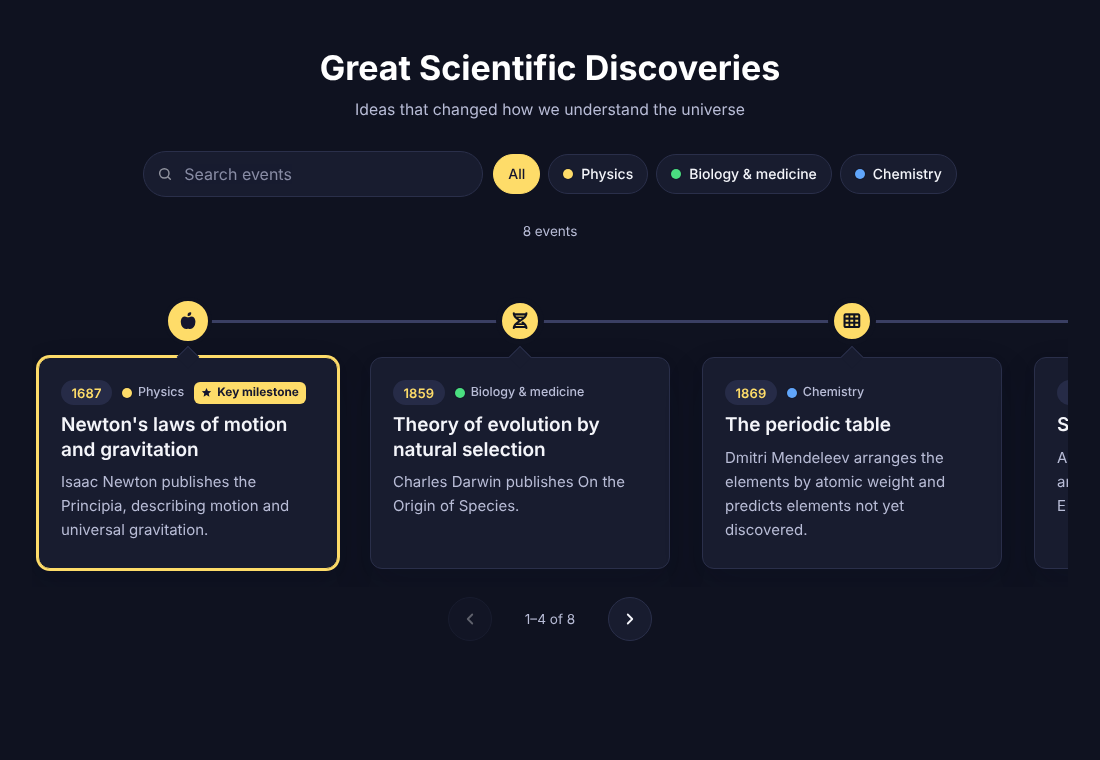 Great Scientific Discoveries
Ideas that changed how we understand the universe
Search events
All
Physics
Biology & medicine
Chemistry
8 events
1687
Physics
Key milestone
Newton's laws of motion
and gravitation
Isaac Newton publishes the
Principia, describing motion and
universal gravitation.
1859
Biology & medicine
Theory of evolution by
natural selection
Charles Darwin publishes On the
Origin of Species.
1869
Chemistry
The periodic table
Dmitri Mendeleev arranges the
elements by atomic weight and
predicts elements not yet
discovered.
1–4 of 8